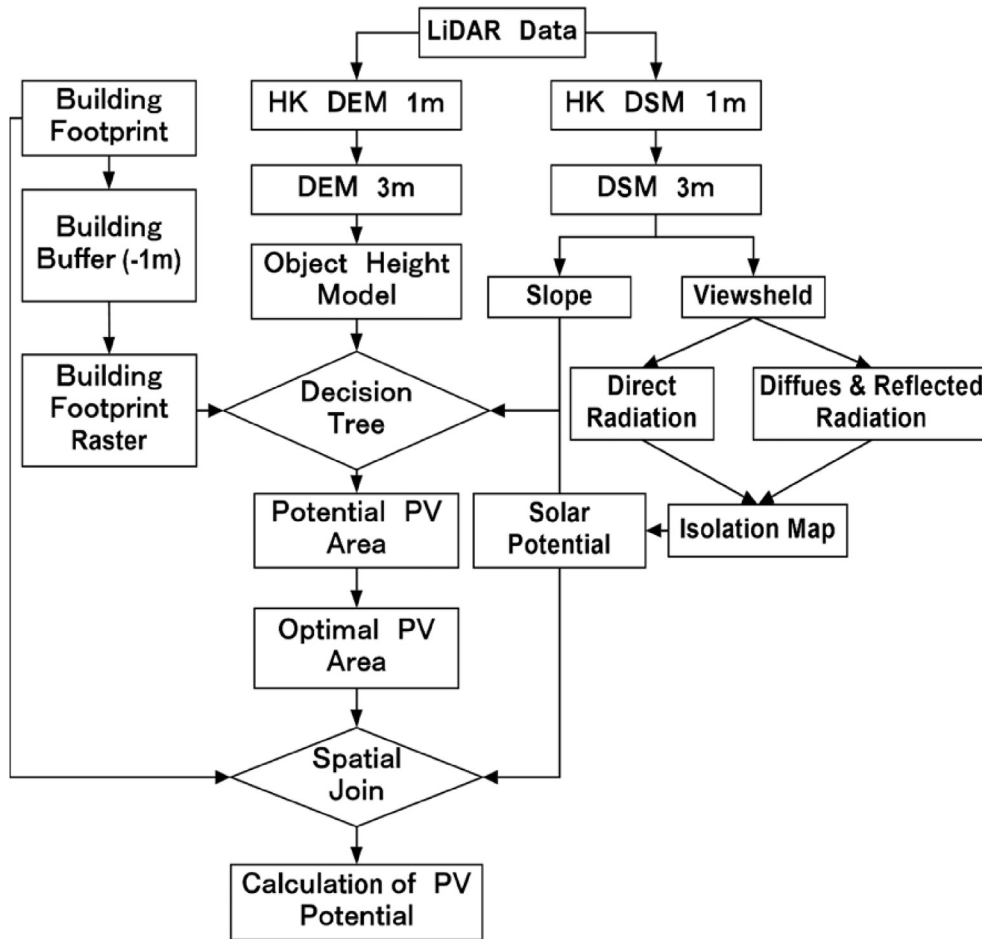 LiDAR Data
Building
Footprint
HK DEM 1m
HK DSM 1m
DEM 3m
DSM 3m
Building
Buffer (-1m)
Object Height
Model
Slope
Viewsheld
Building
Footprint
Raster
Decision
Tree
Direct
Radiation
Diffues & Reflected
Radiation
Potential PV
Area
Solar
Potential
Isolation Map
Optimal PV
Area
Spatial
Join
Calculation of PV
Potential